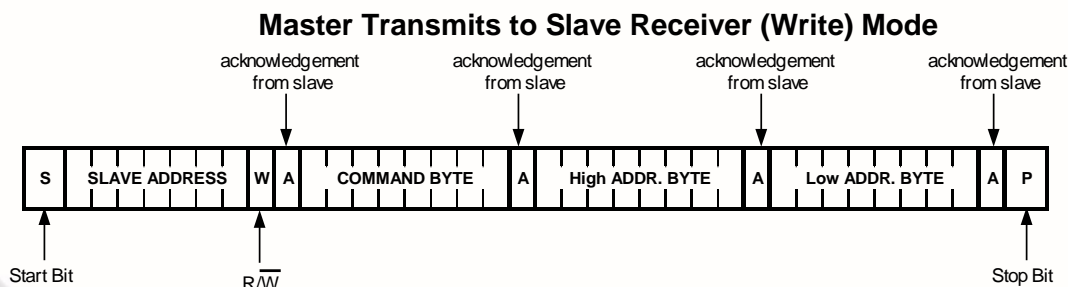 Master Transmits to Slave Receiver (Write) Mode
acknowledgement
from slave
acknowledgement
from slave
acknowledgement
from slave
acknowledgement
from slave
S SLAVE ADDRESS W A COMMAND BYTE A High ADDR. BYTE A Low ADDR. BYTE A P
Start Bit
R/W̅
Stop Bit